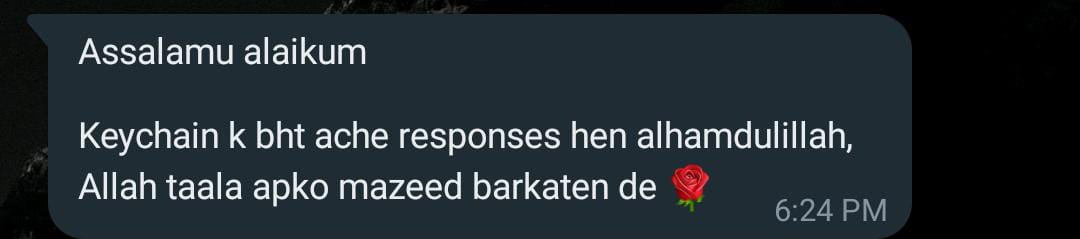 Assalamu alaikum
Keychain k bht ache responses hen alhamdulillah,
Allah taala apko mazeed barkaten de 🌹
6:24 PM